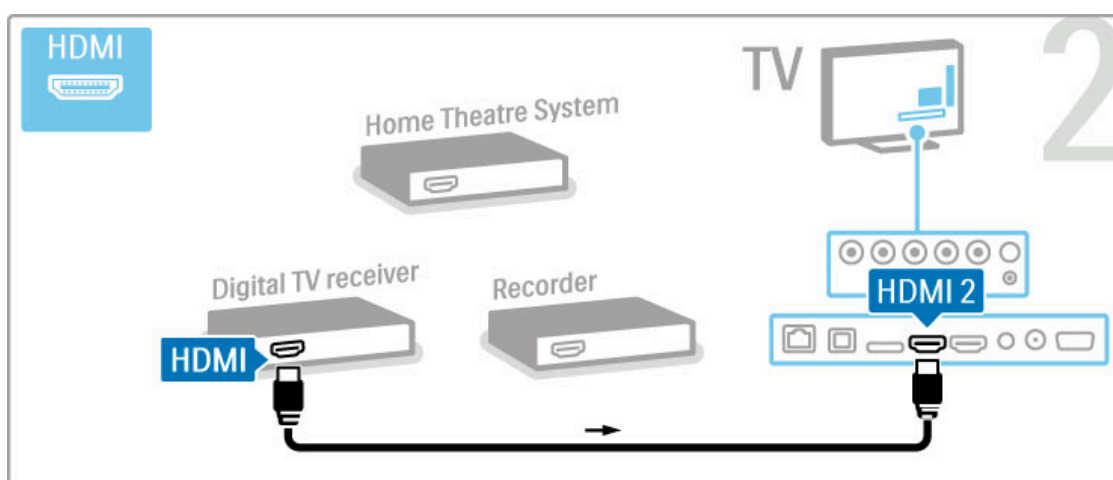 HDMI
TV
2
Home Theatre System
Digital TV receiver
Recorder
HDMI 2
HDMI